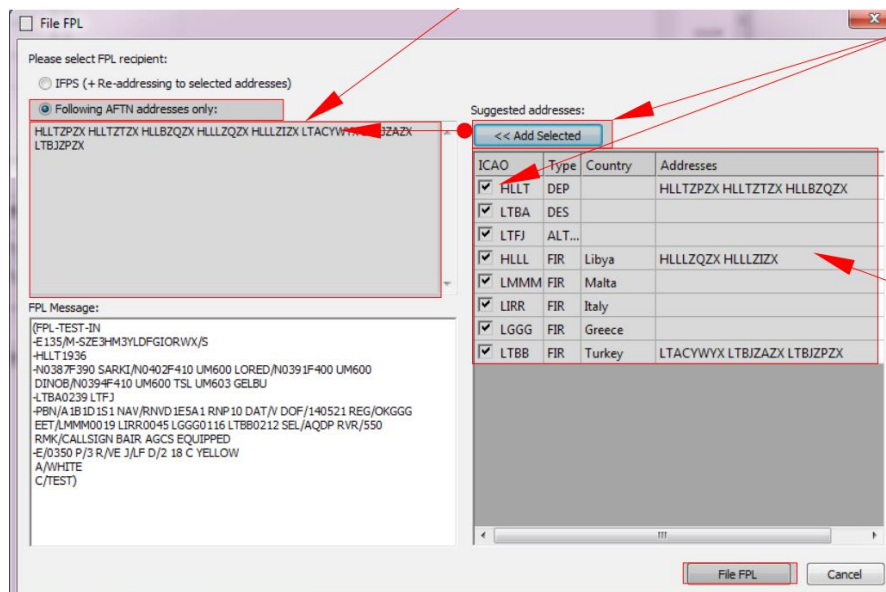 File FPL
Please select FPL recipient:
IFPS (+ Re-addressing to selected addresses)
Following AFTN addresses only:
HLLTZPZX HLLTZTZX HLLBZQZX HLLLZQZX HLLLZIZX
LTBJZPZX
FPL Message:
(FPL-TEST-IN
-E135/M-SZE3HM3YLDFGIORWX/S
-HLLT1936
-N0387F390 SARKI/N0402F410 UM600 LORED/N0391F400 UM600
DINOB/N0394F410 UM600 TSL UM603 GELBU
-LTBA0239 LTFJ
-PBN/A1B1D1S1 NAV/RNVD1E5A1 RNP10 DAT/V DOF/140521 REG/OKGGG
EET/LMMM0019 LIRR0045 LGGG0116 LTBB0212 SEL/AQDP RVR/550
RMK/CALLSIGN BAIR AGCS EQUIPPED
-E/0350 P/3 R/VE J/LF D/2 18 C YELLOW
A/WHITE
C/TEST)
Suggested addresses:
<< Add Selected
ICAO Type Country Addresses
HLLT DEP HLLTZPZX HLLTZTZX HLLBZQZX
LTBA DES
LTFJ ALT...
HLLL FIR Libya HLLLZQZX HLLLZIZX
LMMM FIR Malta
LIRR FIR Italy
LGGG FIR Greece
LTBB FIR Turkey LTACYWYX LTBJZAZX LTBJZPZX
File FPL
Cancel